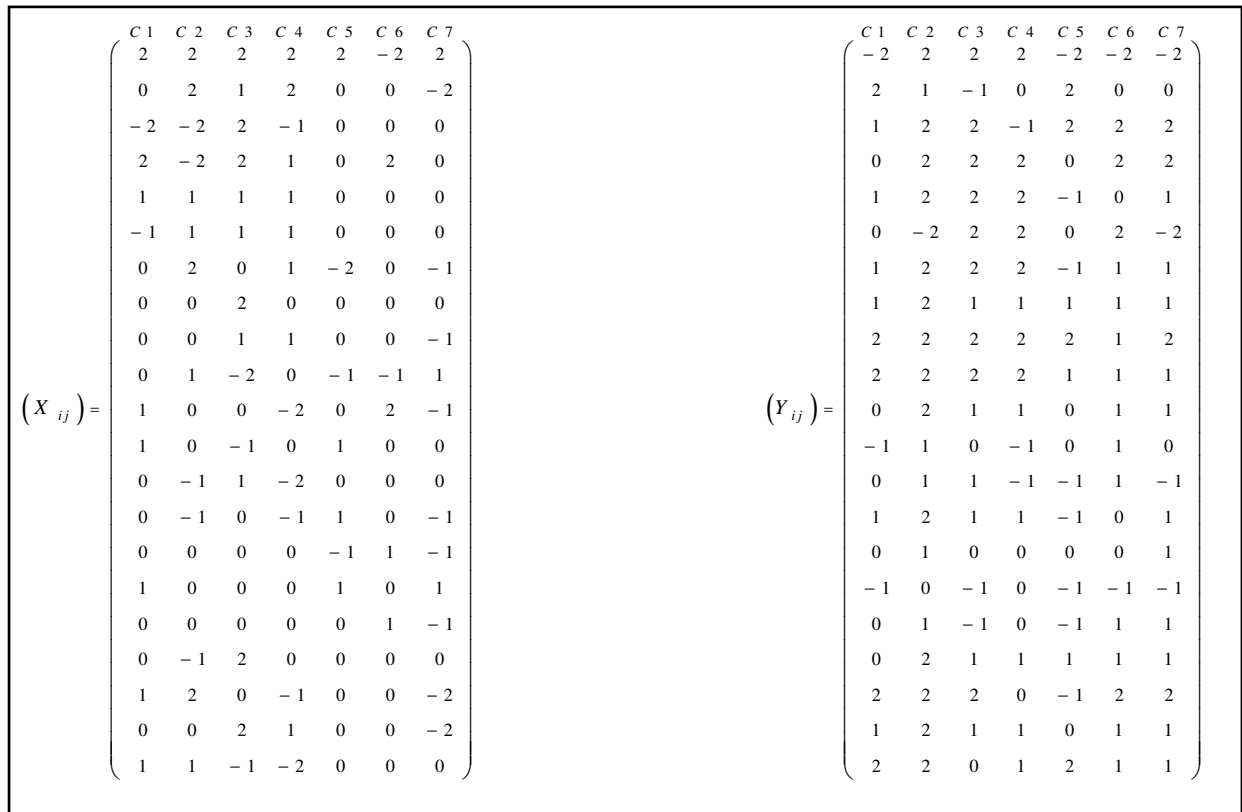 C 1 C 2 C 3 C 4 C 5 C 6 C 7 C 1 C 2 C 3 C 4 C 5 C 6 C 7
2 2 2 2 2 − 2 2 − 2 2 2 2 − 2 − 2 − 2
0 2 1 2 0 0 − 2 2 1 − 1 0 2 0 0
− 2 − 2 2 − 1 0 0 0 1 2 2 − 1 2 2 2
2 − 2 2 1 0 2 0 0 2 2 2 0 2 2
1 1 1 1 0 0 0 1 2 2 2 − 1 0 1
− 1 1 1 1 0 0 0 0 − 2 2 2 0 2 − 2
0 2 0 1 − 2 0 − 1 1 2 2 2 − 1 1 1
0 0 2 0 0 0 0 1 2 1 1 1 1 1
0 0 1 1 0 0 − 1 2 2 2 2 2 1 2
0 1 − 2 0 − 1 − 1 1 2 2 2 2 1 1 1
(X ij) = 1 0 0 − 2 0 2 − 1 (Y ij) = 0 2 1 1 0 1 1
1 0 − 1 0 1 0 0 − 1 1 0 − 1 0 1 0
0 − 1 1 − 2 0 0 0 0 1 1 − 1 − 1 1 − 1
0 − 1 0 − 1 1 0 − 1 1 2 1 1 − 1 0 1
0 0 0 0 − 1 1 − 1 0 1 0 0 0 0 1
1 0 0 0 1 0 1 − 1 0 − 1 0 − 1 − 1 − 1
0 0 0 0 0 1 − 1 0 1 − 1 0 − 1 1 1
0 − 1 2 0 0 0 0 0 2 1 1 1 1 1
1 2 0 − 1 0 0 − 2 2 2 2 0 − 1 2 2
0 0 2 1 0 0 − 2 1 2 1 1 0 1 1
1 1 − 1 − 2 0 0 0 2 2 0 1 2 1 1